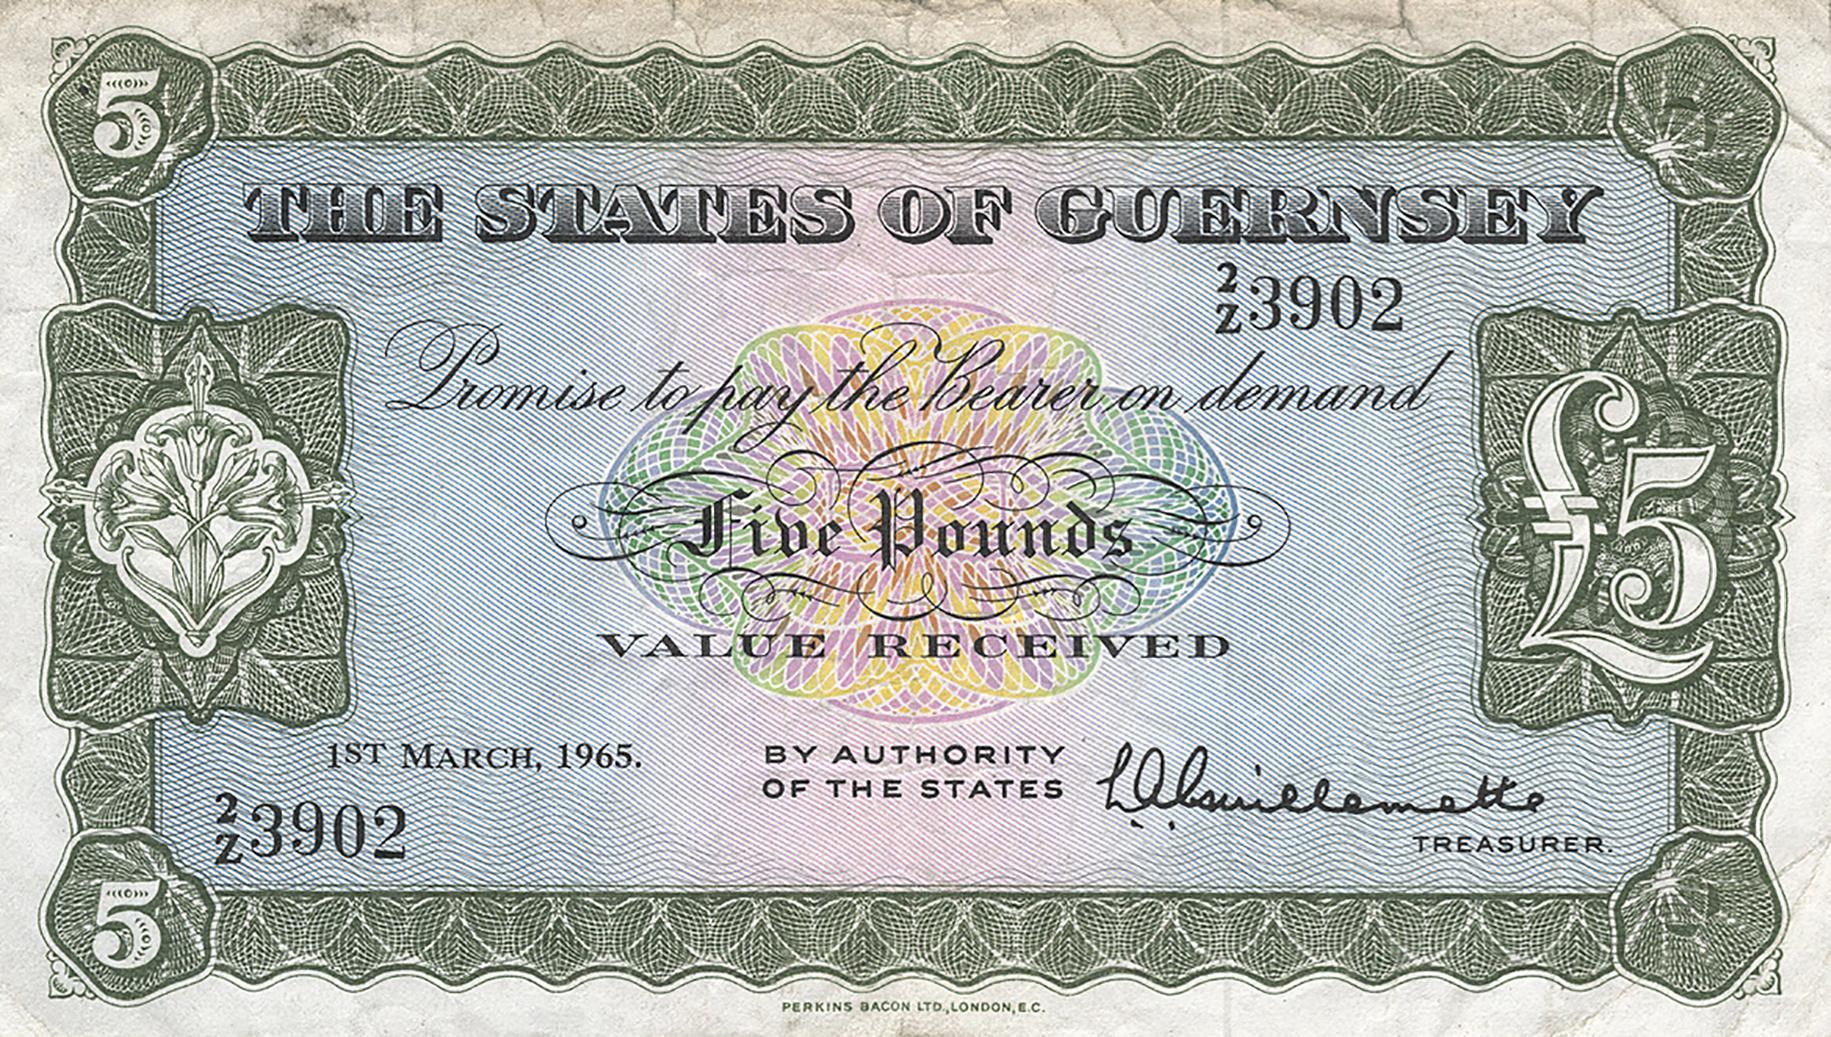 5
THE STATES OF GUERNSEY
2/Z3902
Promise to pay the Bearer on demand
Five Pounds
£5
VALUE RECEIVED
1ST MARCH, 1965.
BY AUTHORITY
OF THE STATES
2/Z3902
TREASURER.
5
PERKINS BACON LTD., LONDON, E.C.